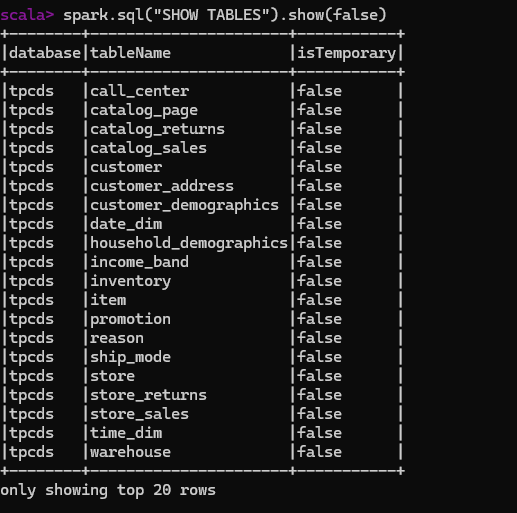 scala> spark.sql("SHOW TABLES").show(false)
+--------+----------------------+-----------+
|database|tableName             |isTemporary|
+--------+----------------------+-----------+
|tpcds   |call_center           |false      |
|tpcds   |catalog_page          |false      |
|tpcds   |catalog_returns       |false      |
|tpcds   |catalog_sales         |false      |
|tpcds   |customer              |false      |
|tpcds   |customer_address      |false      |
|tpcds   |customer_demographics |false      |
|tpcds   |date_dim              |false      |
|tpcds   |household_demographics|false      |
|tpcds   |income_band           |false      |
|tpcds   |inventory             |false      |
|tpcds   |item                  |false      |
|tpcds   |promotion             |false      |
|tpcds   |reason                |false      |
|tpcds   |ship_mode             |false      |
|tpcds   |store                 |false      |
|tpcds   |store_returns         |false      |
|tpcds   |store_sales           |false      |
|tpcds   |time_dim              |false      |
|tpcds   |warehouse             |false      |
+--------+----------------------+-----------+
only showing top 20 rows